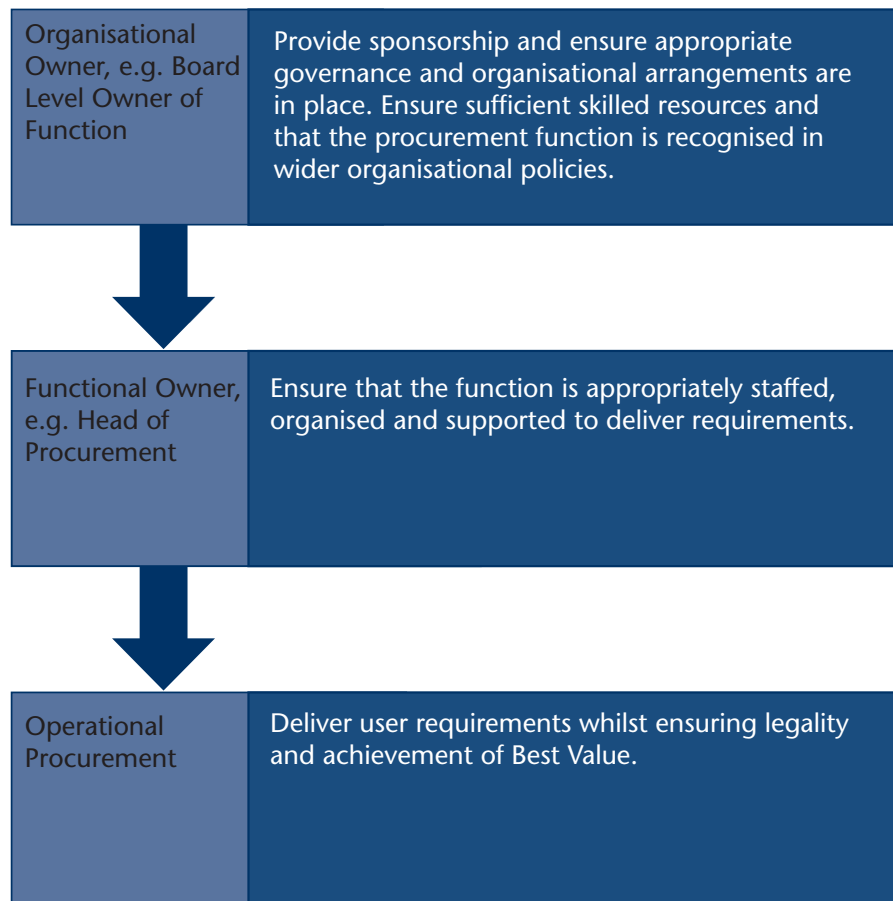 Organisational
Owner, e.g. Board
Level Owner of
Function
Provide sponsorship and ensure appropriate
governance and organisational arrangements are
in place. Ensure sufficient skilled resources and
that the procurement function is recognised in
wider organisational policies.
Functional Owner,
e.g. Head of
Procurement
Ensure that the function is appropriately staffed,
organised and supported to deliver requirements.
Operational
Procurement
Deliver user requirements whilst ensuring legality
and achievement of Best Value.